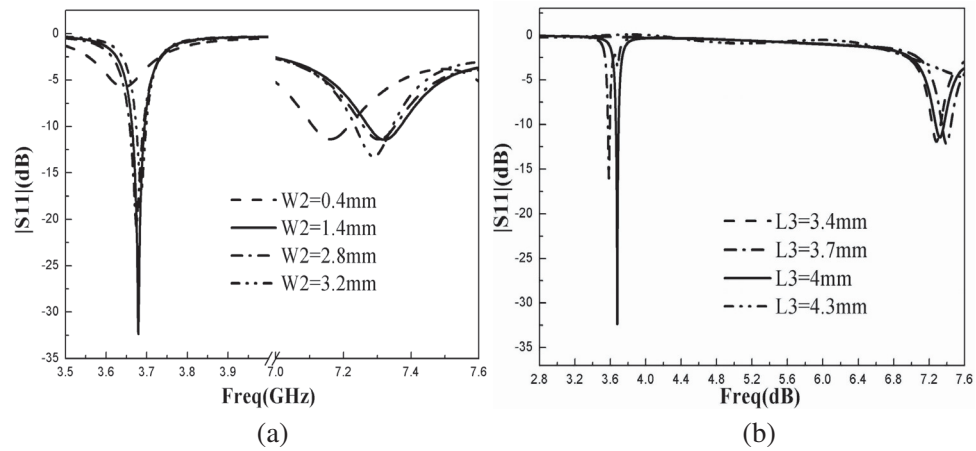 0
-5
-10
-15
-20
-25
-30
-35
|S11|(dB)
W2=0.4mm
W2=1.4mm
W2=2.8mm
W2=3.2mm
3.5 3.6 3.7 3.8 3.9 7.0 7.2 7.4 7.6
Freq(GHz)
(a)
0
-5
-10
-15
-20
-25
-30
-35
|S11|(dB)
L3=3.4mm
L3=3.7mm
L3=4mm
L3=4.3mm
2.8 3.2 3.6 4.0 4.4 4.8 5.2 5.6 6.0 6.4 6.8 7.2 7.6
Freq(dB)
(b)